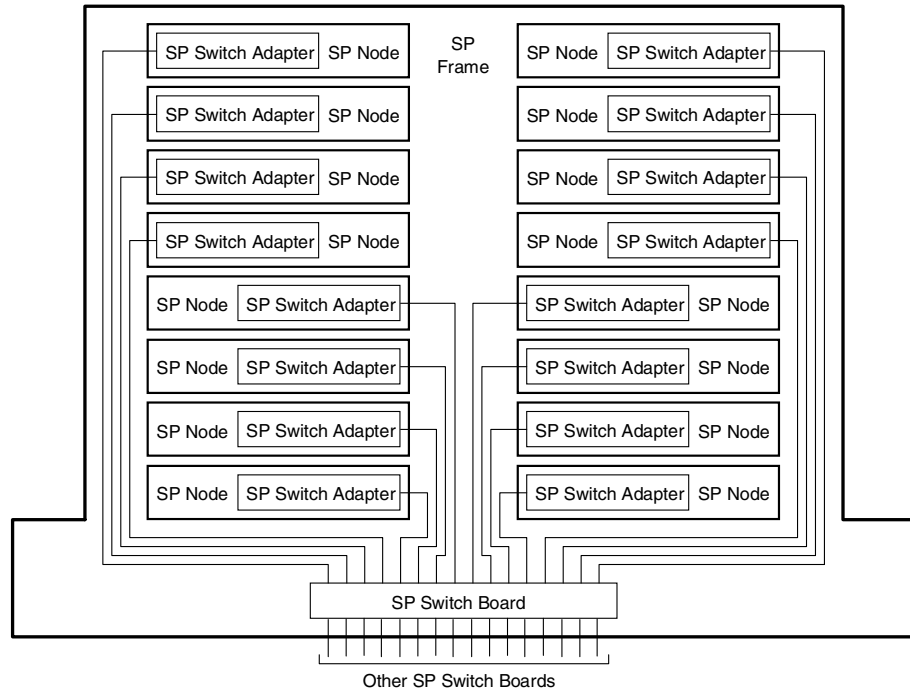 SP Switch Adapter SP Node SP Frame SP Node SP Switch Adapter
SP Switch Adapter SP Node SP Node SP Switch Adapter
SP Switch Adapter SP Node SP Node SP Switch Adapter
SP Switch Adapter SP Node SP Node SP Switch Adapter
SP Node SP Switch Adapter SP Switch Adapter SP Node
SP Node SP Switch Adapter SP Switch Adapter SP Node
SP Node SP Switch Adapter SP Switch Adapter SP Node
SP Node SP Switch Adapter SP Switch Adapter SP Node
SP Switch Board
Other SP Switch Boards